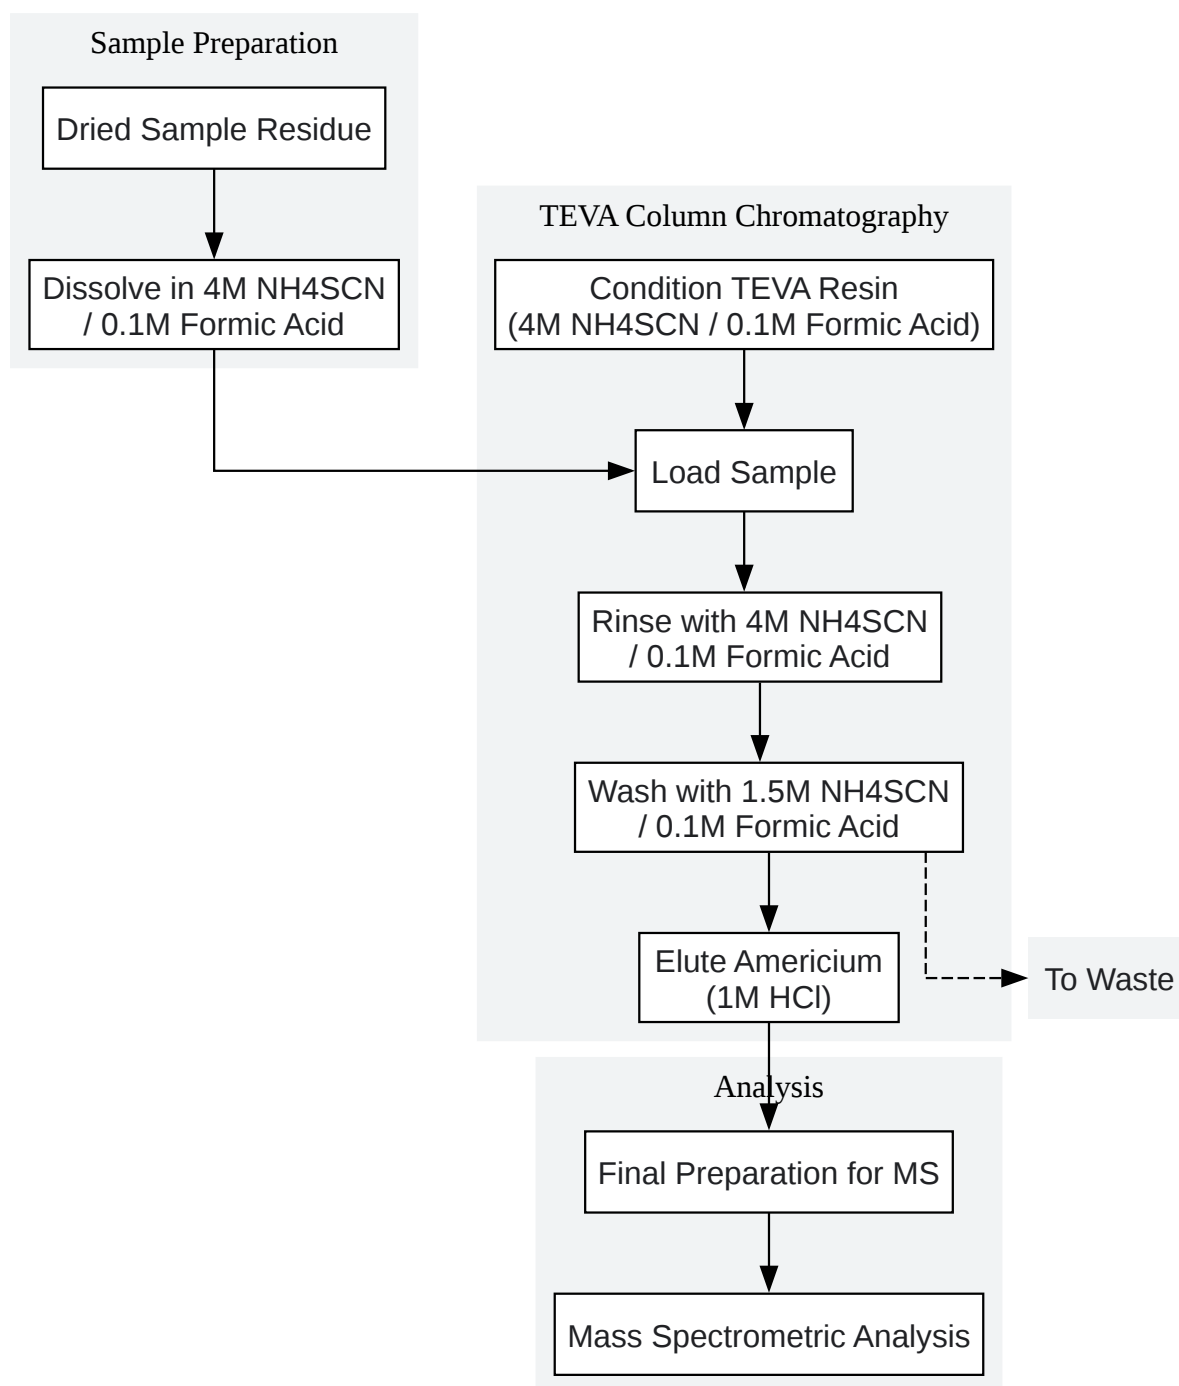 Sample Preparation
Dried Sample Residue
Dissolve in 4M NH4SCN
/ 0.1M Formic Acid
TEVA Column Chromatography
Condition TEVA Resin
(4M NH4SCN / 0.1M Formic Acid)
Load Sample
Rinse with 4M NH4SCN
/ 0.1M Formic Acid
Wash with 1.5M NH4SCN
/ 0.1M Formic Acid
Elute Americium
(1M HCl)
To Waste
Analysis
Final Preparation for MS
Mass Spectrometric Analysis